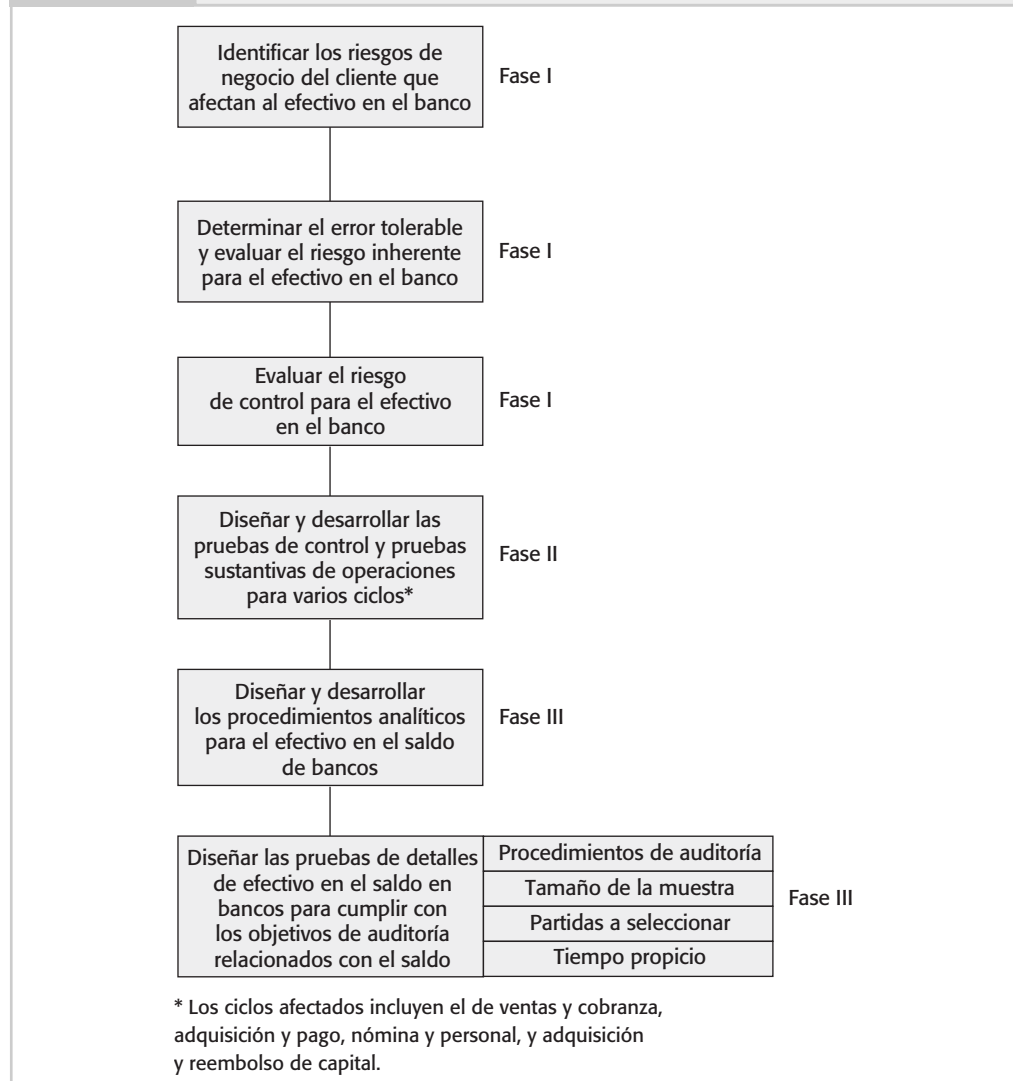 Identificar los riesgos de
negocio del cliente que
afectan al efectivo en el banco
Fase I
Determinar el error tolerable
y evaluar el riesgo inherente
para el efectivo en el banco
Fase I
Evaluar el riesgo
de control para el efectivo
en el banco
Fase I
Diseñar y desarrollar las
pruebas de control y pruebas
sustantivas de operaciones
para varios ciclos*
Fase II
Diseñar y desarrollar
los procedimientos analíticos
para el efectivo en el saldo
de bancos
Fase III
Diseñar las pruebas de detalles
de efectivo en el saldo en
bancos para cumplir con
los objetivos de auditoría
relacionados con el saldo
Procedimientos de auditoría
Tamaño de la muestra
Partidas a seleccionar
Tiempo propicio
Fase III
* Los ciclos afectados incluyen el de ventas y cobranza,
adquisición y pago, nómina y personal, y adquisición
y reembolso de capital.